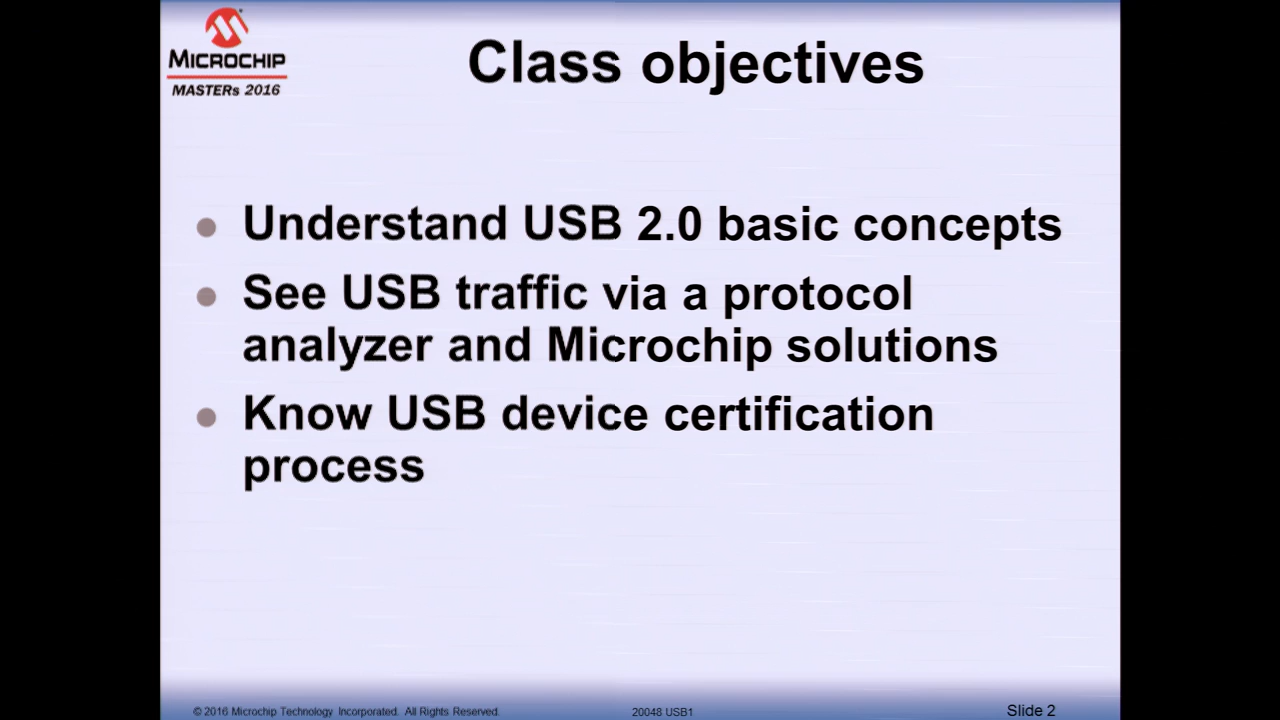 MICROCHIP
MASTERs 2016
Class objectives
Understand USB 2.0 basic concepts
See USB traffic via a protocol
analyzer and Microchip solutions
Know USB device certification
process
© 2016 Microchip Technology Incorporated. All Rights Reserved.
20048 USB1
Slide 2